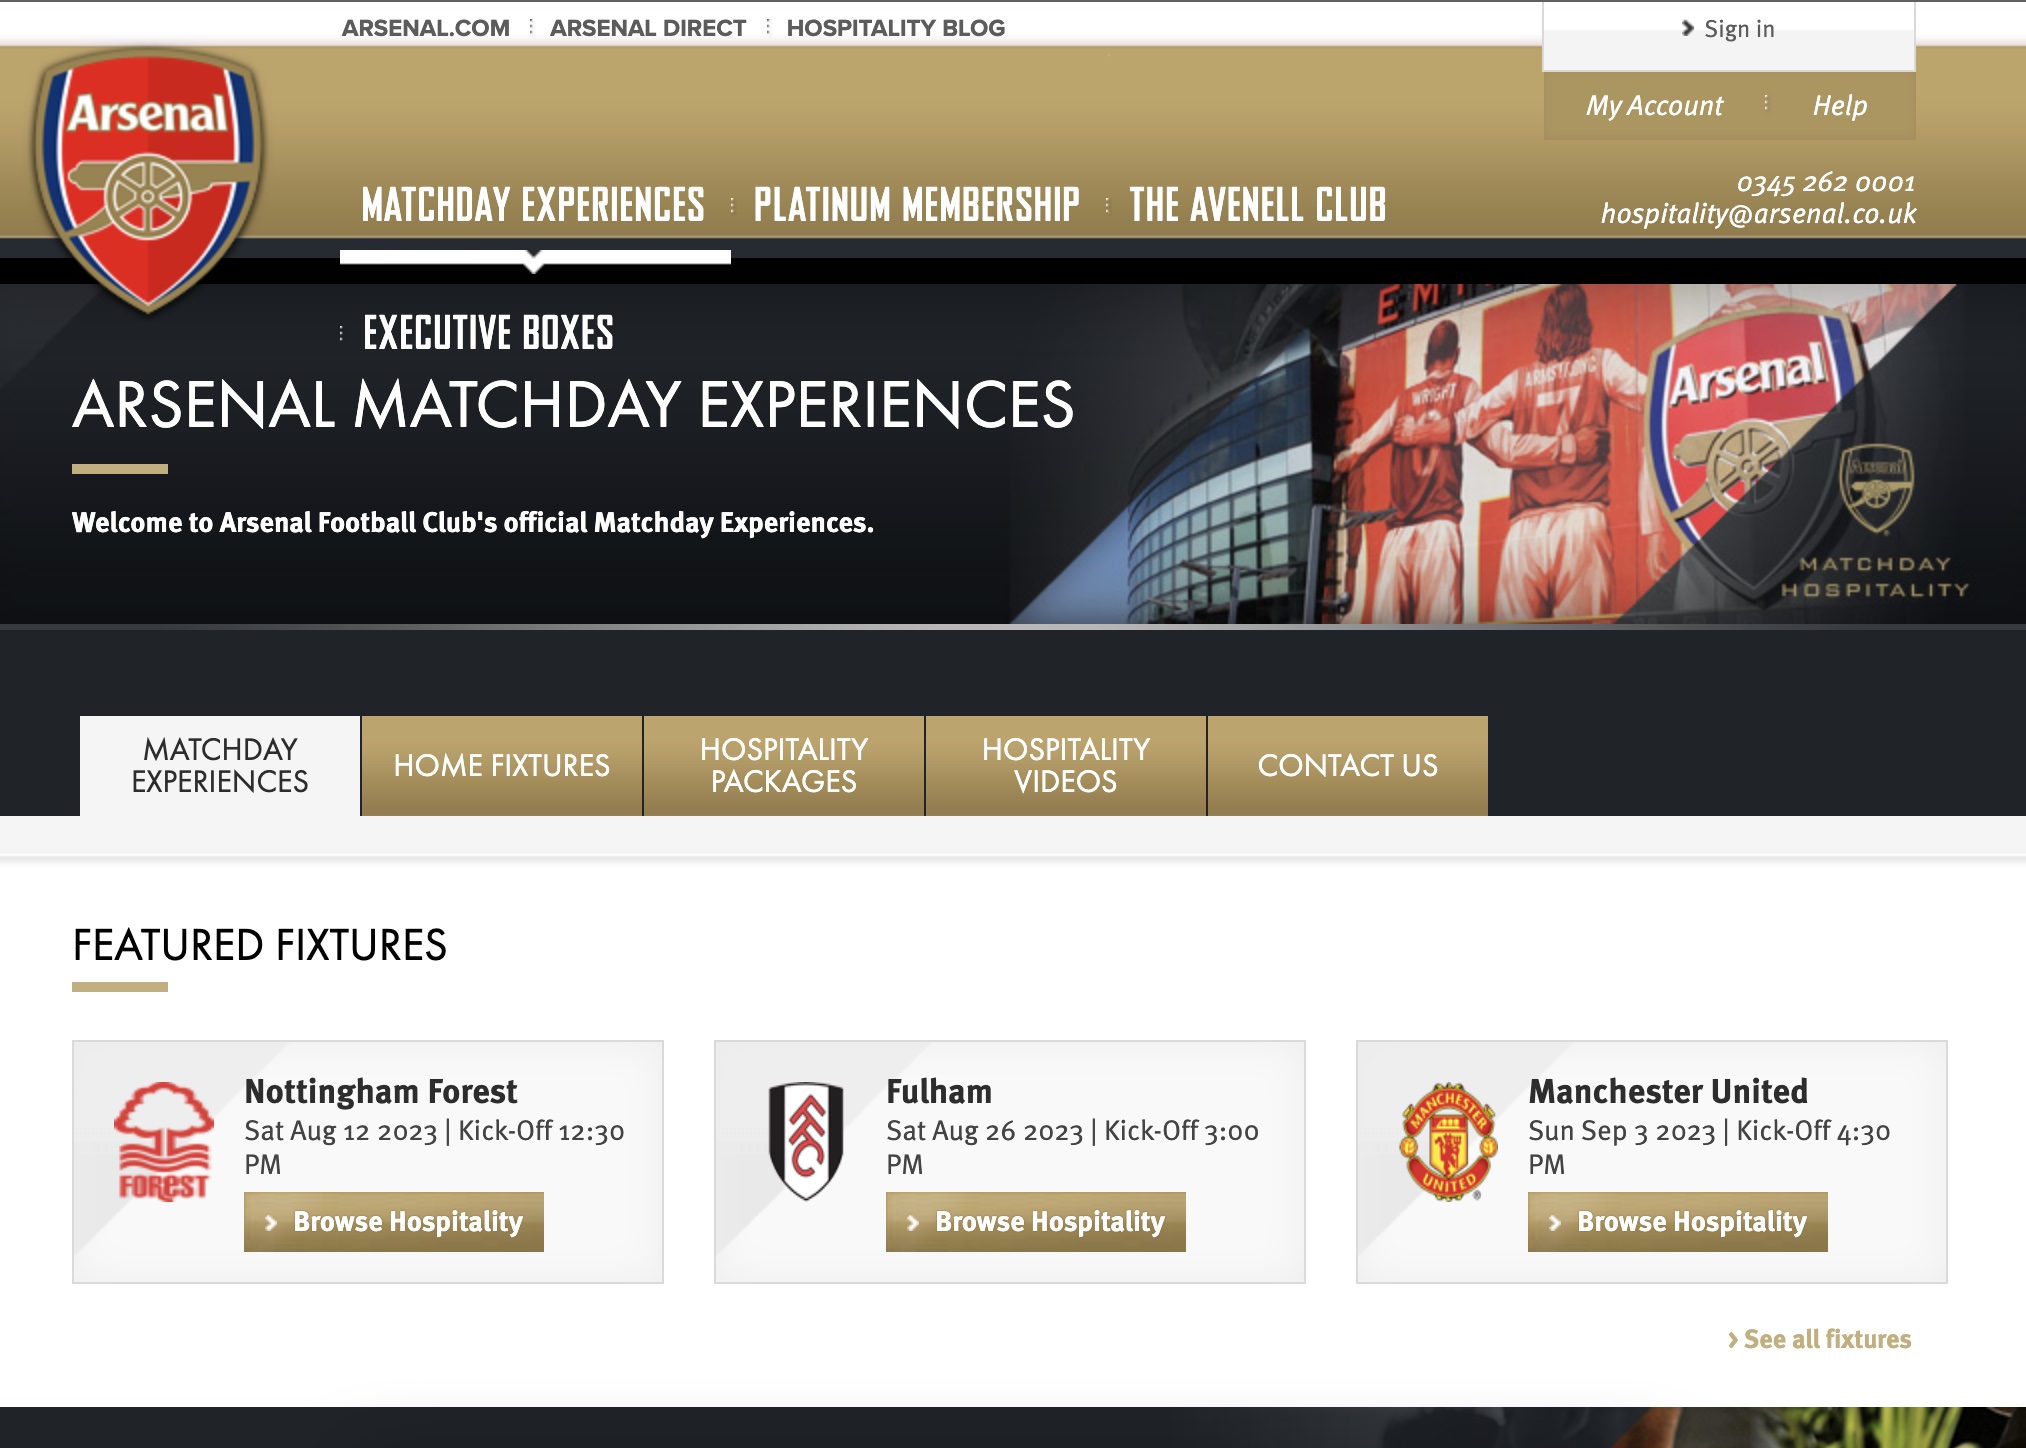 ARSENAL.COM ARSENAL DIRECT HOSPITALITY BLOG
Sign in
My Account Help
Arsenal
MATCHDAY EXPERIENCES PLATINUM MEMBERSHIP THE AVENELL CLUB
0345 262 0001
hospitality@arsenal.co.uk
EXECUTIVE BOXES
ARSENAL MATCHDAY EXPERIENCES
Welcome to Arsenal Football Club's official Matchday Experiences.
WRIGHT
ARMSTRONG
7
Arsenal
Arsenal
MATCHDAY
HOSPITALITY
MATCHDAY
EXPERIENCES
HOME FIXTURES
HOSPITALITY
PACKAGES
HOSPITALITY
VIDEOS
CONTACT US
FEATURED FIXTURES
FOREST
Nottingham Forest
Sat Aug 12 2023 | Kick-Off 12:30
PM
Browse Hospitality
FFC
Fulham
Sat Aug 26 2023 | Kick-Off 3:00
PM
Browse Hospitality
MANCHESTER
UNITED
Manchester United
Sun Sep 3 2023 | Kick-Off 4:30
PM
Browse Hospitality
See all fixtures